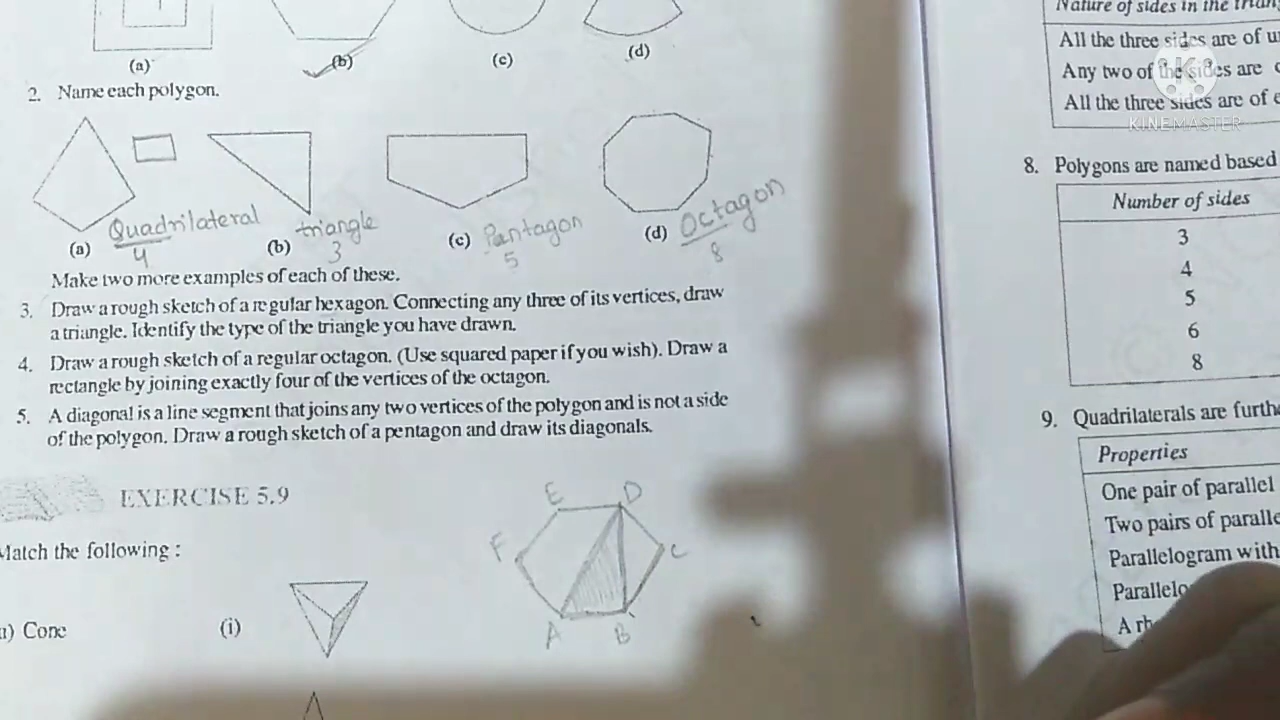 Nature of sides in the
All the three sides are of
Any two of the sides are
All the three sides are of
KINEMASTER
(a)
(b)
(c)
(d)
2. Name each polygon.
(a) Quadrilateral
4
(b) triangle
3
(c) Pentagon
5
(d) Octagon
8
Make two more examples of each of these.
3. Draw a rough sketch of a regular hexagon. Connecting any three of its vertices, draw
a triangle. Identify the type of the triangle you have drawn.
4. Draw a rough sketch of a regular octagon. (Use squared paper if you wish). Draw a
rectangle by joining exactly four of the vertices of the octagon.
5. A diagonal is a line segment that joins any two vertices of the polygon and is not a side
of the polygon. Draw a rough sketch of a pentagon and draw its diagonals.
EXERCISE 5.9
Match the following :
Cone
(i)
E D
F C
A B
8. Polygons are named based
Number of sides
3
4
5
6
8
9. Quadrilaterals are
Properties
One pair of parallel
Two pairs of
Parallelogram with
A